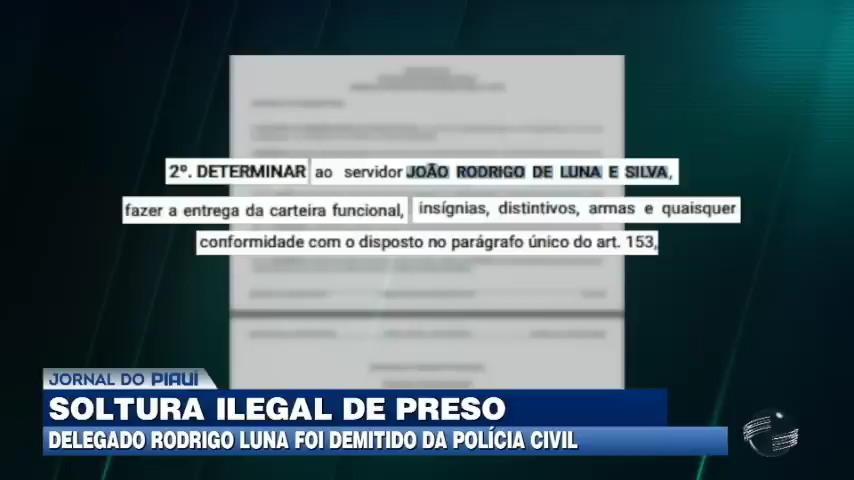 2º. DETERMINAR ao servidor JOÃO RODRIGO DE LUNA E SILVA,
fazer a entrega da carteira funcional, insígnias, distintivos, armas e quaisquer
conformidade com o disposto no parágrafo único do art. 153,
JORNAL DO PIAUÍ
SOLTURA ILEGAL DE PRESO
DELEGADO RODRIGO LUNA FOI DEMITIDO DA POLÍCIA CIVIL